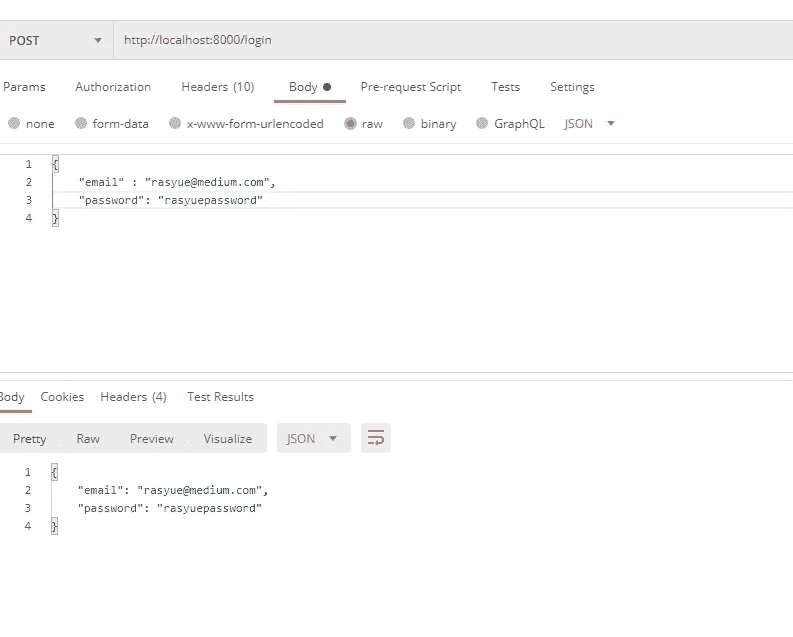 POST http://localhost:8000/login
Params Authorization Headers (10) Body Pre-request Script Tests Settings
none form-data x-www-form-urlencoded raw binary GraphQL JSON
1 {
2 "email" : "rasyue@medium.com",
3 "password": "rasyuepassword"
4 }
Body Cookies Headers (4) Test Results
Pretty Raw Preview Visualize JSON
1 {
2 "email": "rasyue@medium.com",
3 "password": "rasyuepassword"
4 }